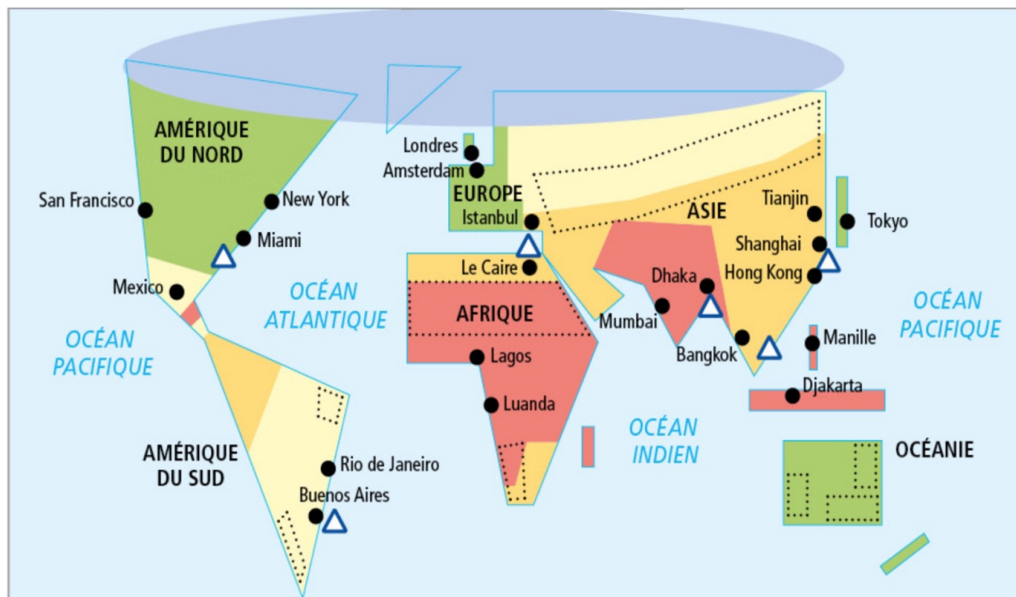 AMÉRIQUE
DU NORD
San Francisco
New York
Miami
Mexico
OCÉAN
PACIFIQUE
OCÉAN
ATLANTIQUE
AMÉRIQUE
DU SUD
Rio de Janeiro
Buenos Aires
Londres
Amsterdam
EUROPE
Istanbul
Le Caire
AFRIQUE
Lagos
Luanda
ASIE
Tianjin
Tokyo
Shanghai
Hong Kong
Dhaka
Mumbai
Bangkok
Manille
Djakarta
OCÉAN
PACIFIQUE
OCÉAN
INDIEN
OCÉANIE